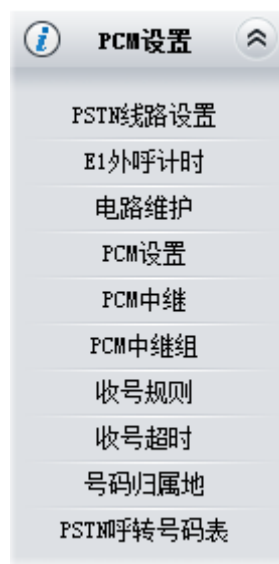 PCM设置
PSTN线路设置
E1外呼计时
电路维护
PCM设置
PCM中继
PCM中继组
收号规则
收号超时
号码归属地
PSTN呼转号码表